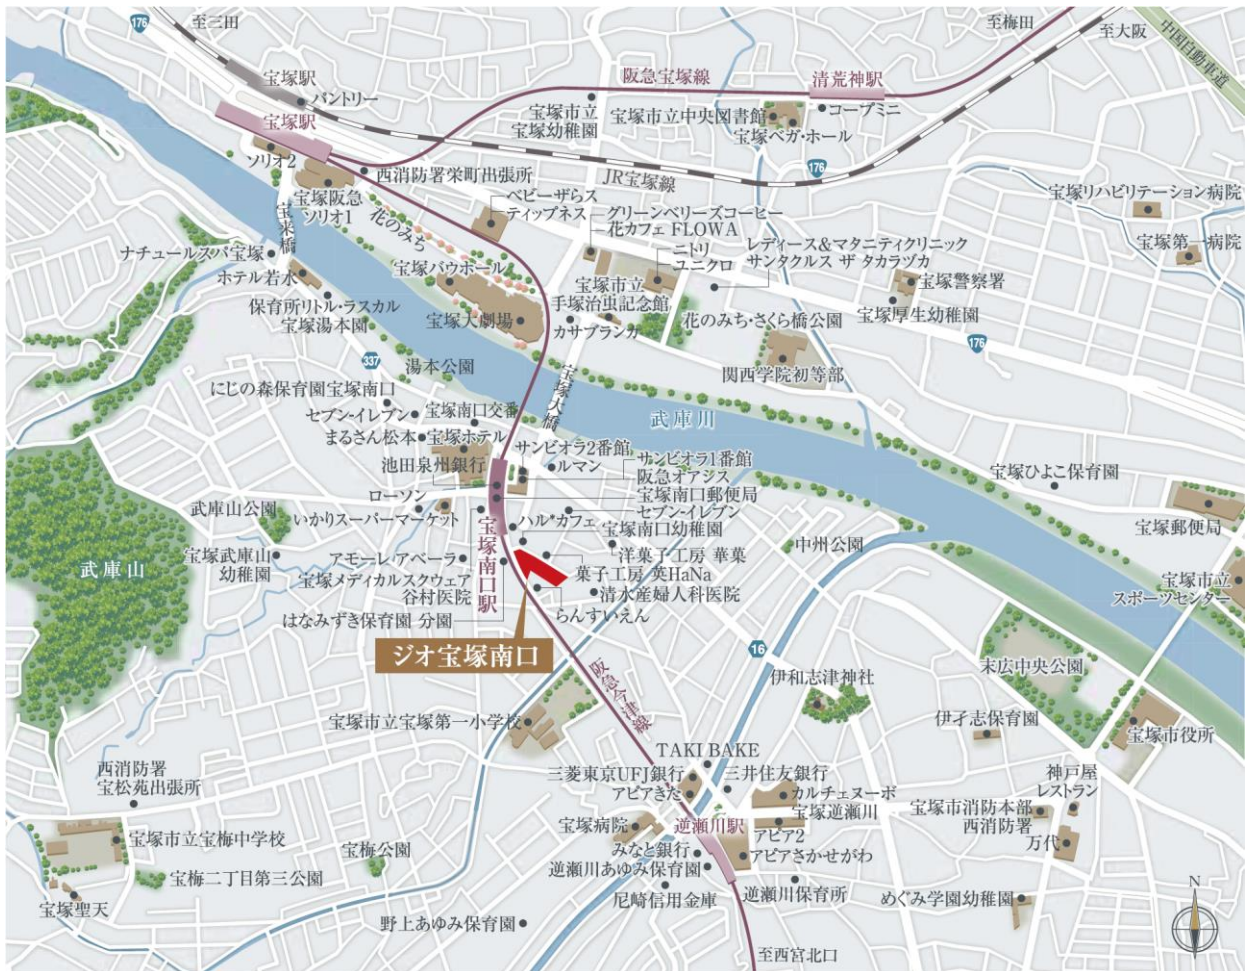 176
至三田
至梅田
至大阪
中国自動車道
宝塚駅
パントリー
宝塚駅
阪急宝塚線
清荒神駅
宝塚市立
宝塚幼稚園
宝塚市立中央図書館
コープミニ
宝塚ベガ・ホール
ソリオ2
西消防署栄町出張所
JR宝塚線
176
宝塚阪急
ソリオ1
花のみち
宝来橋
ベビーザらス
ティップネス
グリーンベリーズコーヒー
花カフェ FLOWA
ニトリ
ユニクロ
レディース&マタニティクリニック
サンタクルス ザ タカラヅカ
宝塚リハビリテーション病院
宝塚第一病院
ナチュールスパ宝塚
ホテル若水
宝塚バウホール
宝塚市立
手塚治虫記念館
宝塚警察署
宝塚厚生幼稚園
保育所リトル・ラスカル
宝塚湯本園
宝塚大劇場
カサブランカ
花のみち・さくら橋公園
176
337
湯本公園
関西学院初等部
にじの森保育園宝塚南口
宝塚大橋
武庫川
セブン-イレブン
宝塚南口交番
まるさん松本
宝塚ホテル
サンビオラ2番館
池田泉州銀行
ルマン
サンビオラ1番館
阪急オアシス
宝塚南口郵便局
セブン-イレブン
宝塚ひよこ保育園
ローソン
武庫山公園
いかりスーパーマーケット
ハル*カフェ
宝塚南口幼稚園
宝塚郵便局
宝塚南口駅
中州公園
武庫山
宝塚武庫山
幼稚園
アモーレ・アベーラ
洋菓子工房 華菓
菓子工房 英HaNa
宝塚メディカルスクウェア
谷村医院
清水産婦人科医院
宝塚市立
スポーツセンター
はなみずき保育園 分園
らんすいえん
ジオ宝塚南口
阪急今津線
16
末広中央公園
伊和志津神社
宝塚市立宝塚第一小学校
伊孑志保育園
宝塚市役所
TAKI BAKE
三菱東京UFJ銀行
アピアきた
三井住友銀行
カルチェヌーボ
宝塚逆瀬川
神戸屋
レストラン
西消防署
宝松苑出張所
宝塚市消防本部
西消防署
宝塚病院
逆瀬川駅
アピア2
万代
宝塚市立宝梅中学校
宝梅公園
みなと銀行
アピアさかせがわ
逆瀬川あゆみ保育園
宝梅二丁目第三公園
尼崎信用金庫
逆瀬川保育所
めぐみ学園幼稚園
宝塚聖天
野上あゆみ保育園
至西宮北口
N